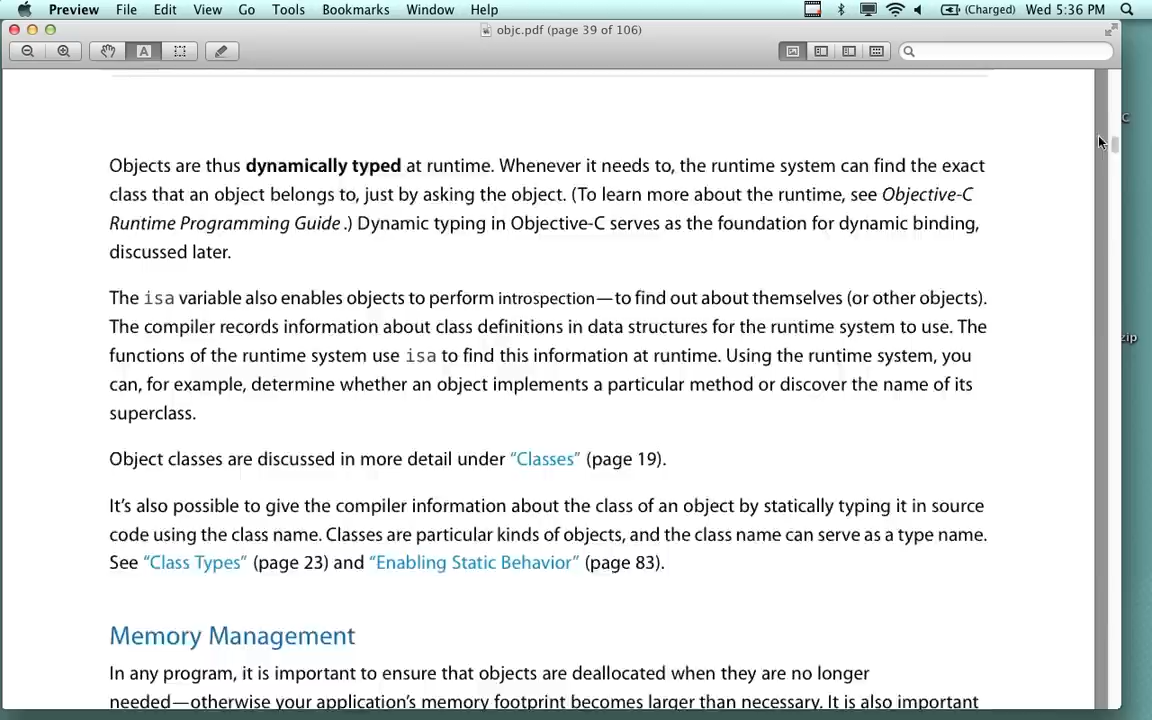 Preview File Edit View Go Tools Bookmarks Window Help (Charged) Wed 5:36 PM
objc.pdf (page 39 of 106)
A
C
Objects are thus dynamically typed at runtime. Whenever it needs to, the runtime system can find the exact
class that an object belongs to, just by asking the object. (To learn more about the runtime, see Objective-C
Runtime Programming Guide.) Dynamic typing in Objective-C serves as the foundation for dynamic binding,
discussed later.
The isa variable also enables objects to perform introspection—to find out about themselves (or other objects).
The compiler records information about class definitions in data structures for the runtime system to use. The
functions of the runtime system use isa to find this information at runtime. Using the runtime system, you
zip
can, for example, determine whether an object implements a particular method or discover the name of its
superclass.
Object classes are discussed in more detail under “Classes” (page 19).
It’s also possible to give the compiler information about the class of an object by statically typing it in source
code using the class name. Classes are particular kinds of objects, and the class name can serve as a type name.
See “Class Types” (page 23) and “Enabling Static Behavior” (page 83).
Memory Management
In any program, it is important to ensure that objects are deallocated when they are no longer
needed—otherwise your application’s memory footprint becomes larger than necessary. It is also important